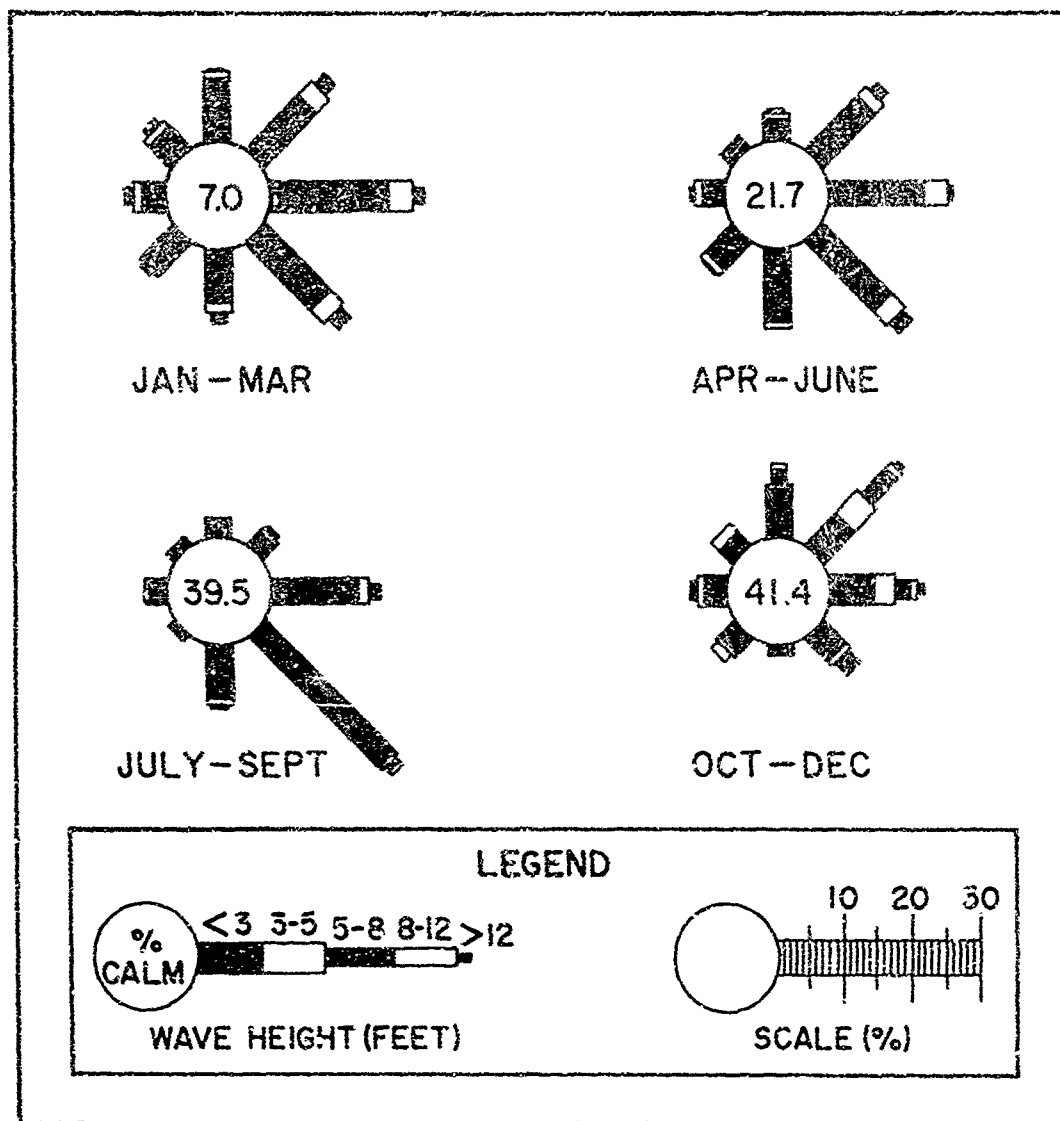 7.0
21.7
JAN-MAR
APR-JUNE
39.5
41.4
JULY-SEPT
OCT-DEC
LEGEND
% CALM
<3 3-5 5-8 8-12 >12
10 20 30
WAVE HEIGHT (FEET)
SCALE (%)